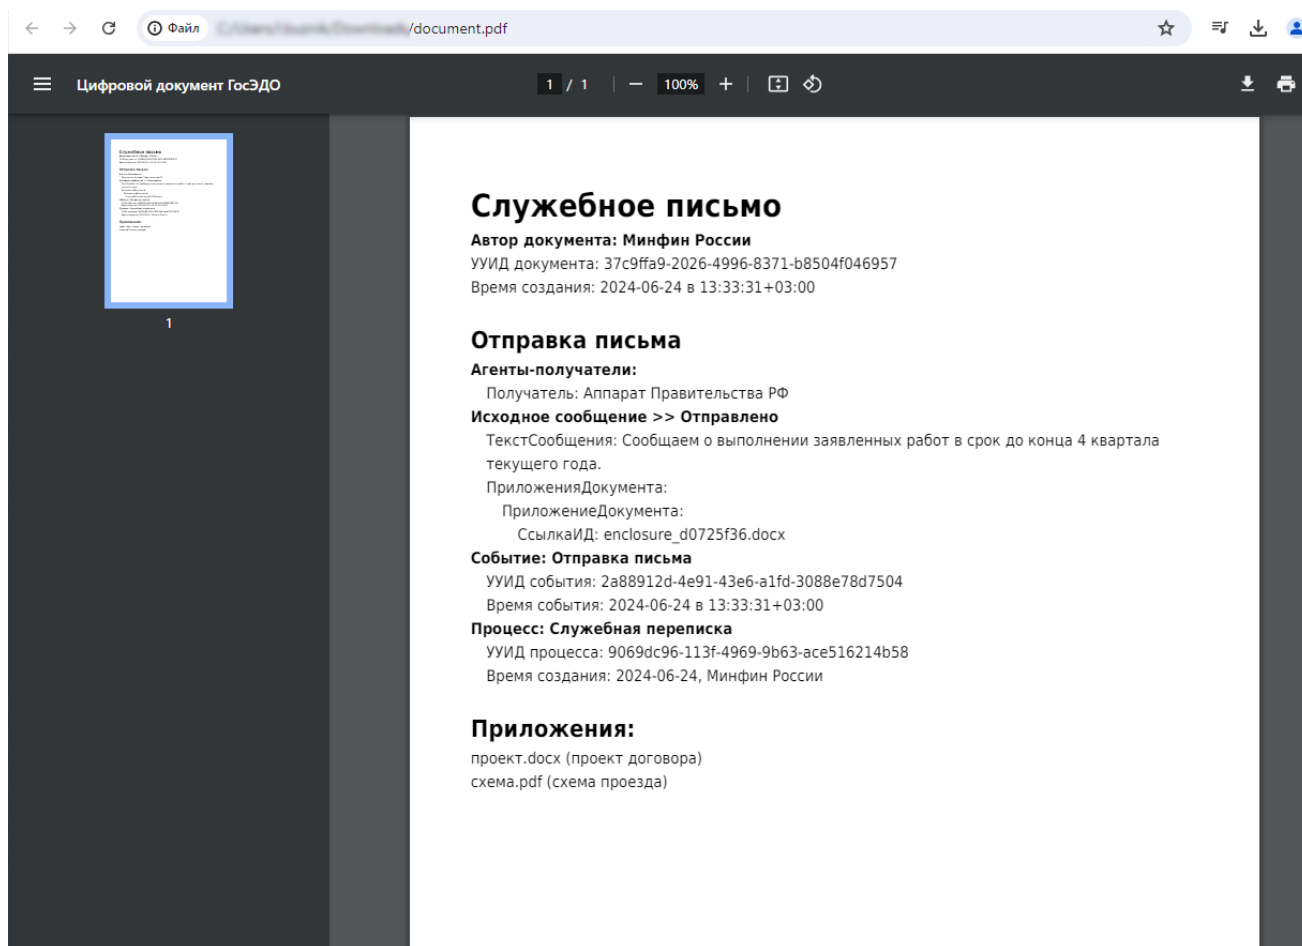 Файл
/document.pdf
Цифровой документ ГосЭДО
1 / 1
100%
1
Служебное письмо
Автор документа: Минфин России
УУИД документа: 37c9ffa9-2026-4996-8371-b8504f046957
Время создания: 2024-06-24 в 13:33:31+03:00
Отправка письма
Агенты-получатели:
Получатель: Аппарат Правительства РФ
Исходное сообщение >> Отправлено
ТекстСообщения: Сообщаем о выполнении заявленных работ в срок до конца 4 квартала
текущего года.
ПриложенияДокумента:
ПриложениеДокумента:
СсылкаИД: enclosure_d0725f36.docx
Событие: Отправка письма
УУИД события: 2a88912d-4e91-43e6-a1fd-3088e78d7504
Время события: 2024-06-24 в 13:33:31+03:00
Процесс: Служебная переписка
УУИД процесса: 9069dc96-113f-4969-9b63-ace516214b58
Время создания: 2024-06-24, Минфин России
Приложения:
проект.docx (проект договора)
схема.pdf (схема проезда)